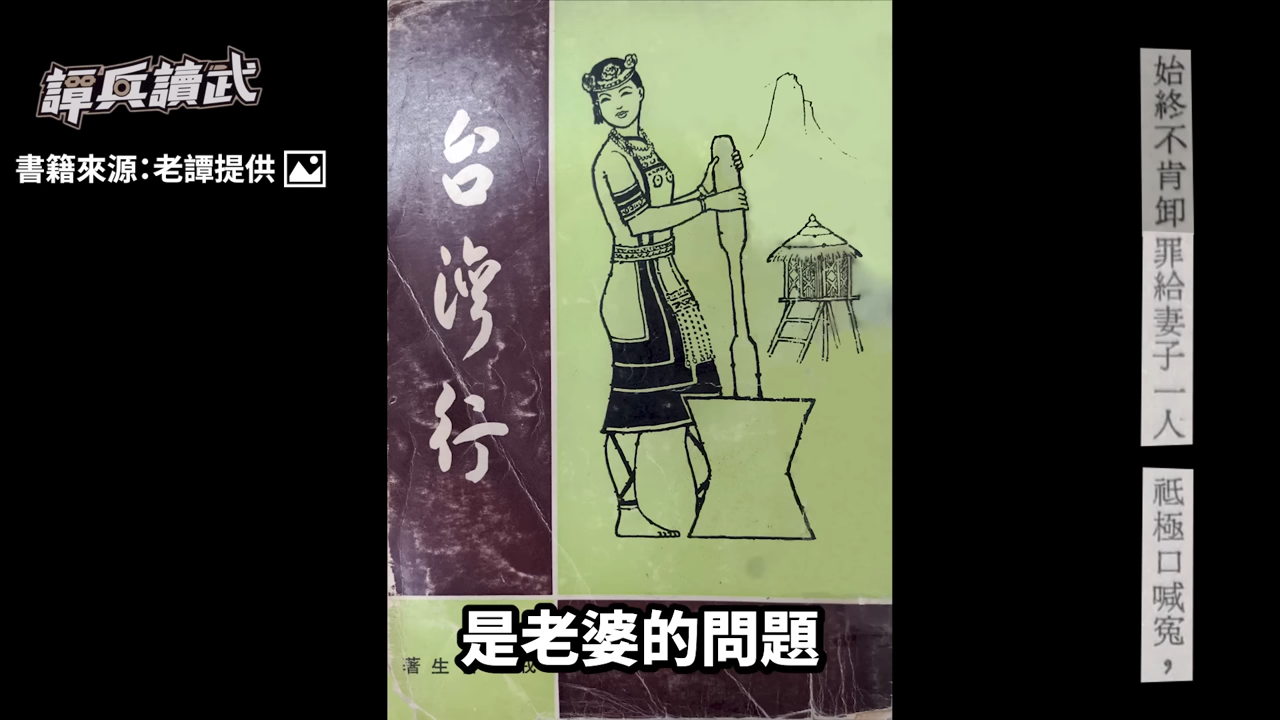 譚兵讀武
書籍來源：老譚提供
台灣行
生著
是老婆的問題
始終不肯卸罪給妻子一人
祗極口喊冤，